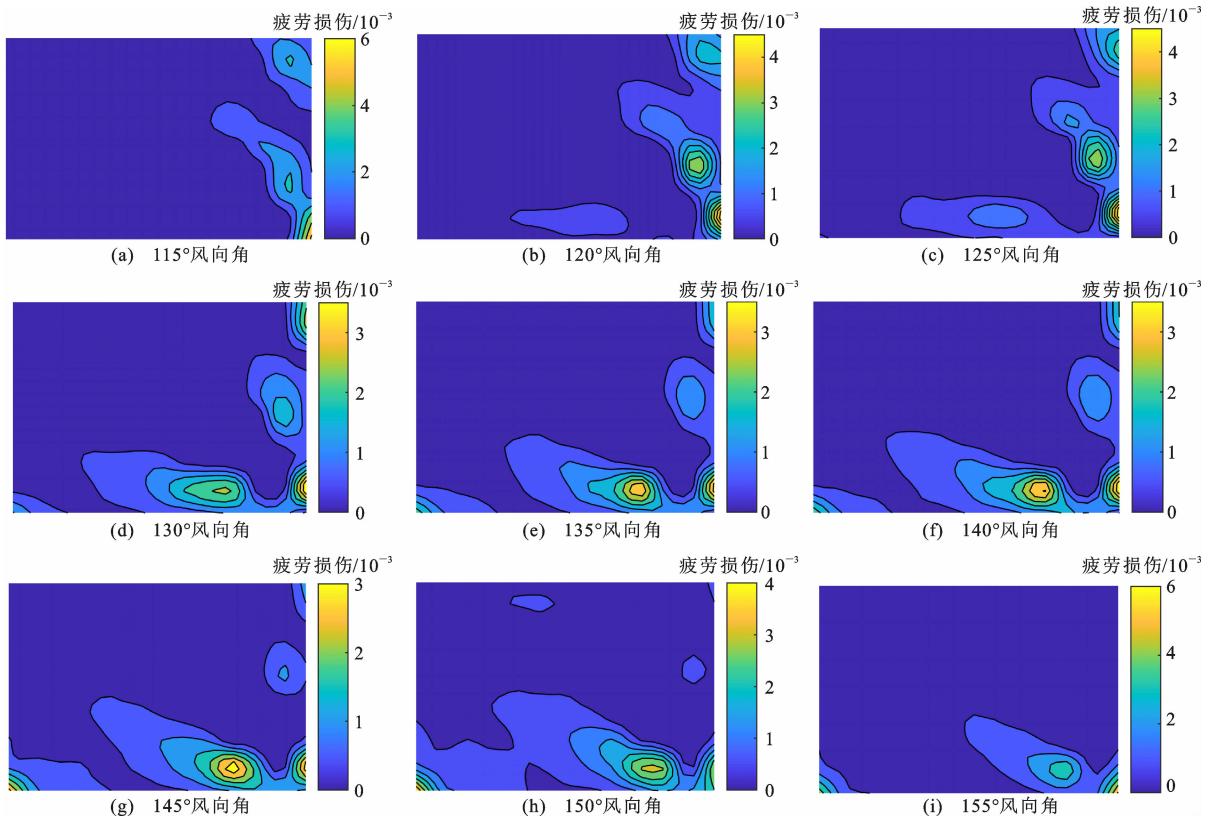 疲劳损伤/10⁻³
6
4
2
0
(a) 115°风向角
疲劳损伤/10⁻³
4
3
2
1
0
(b) 120°风向角
疲劳损伤/10⁻³
4
3
2
1
0
(c) 125°风向角
疲劳损伤/10⁻³
3
2
1
0
(d) 130°风向角
疲劳损伤/10⁻³
3
2
1
0
(e) 135°风向角
疲劳损伤/10⁻³
3
2
1
0
(f) 140°风向角
疲劳损伤/10⁻³
3
2
1
0
(g) 145°风向角
疲劳损伤/10⁻³
4
3
2
1
0
(h) 150°风向角
疲劳损伤/10⁻³
6
4
2
0
(i) 155°风向角